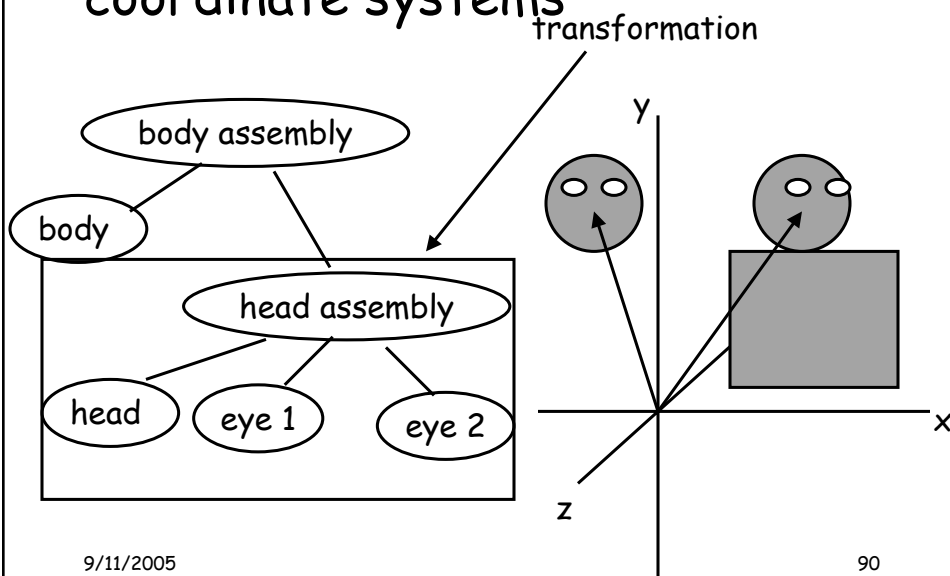 coordinate systems
transformation
y
body assembly
body
head assembly
head
eye 1
eye 2
x
z
9/11/2005
90